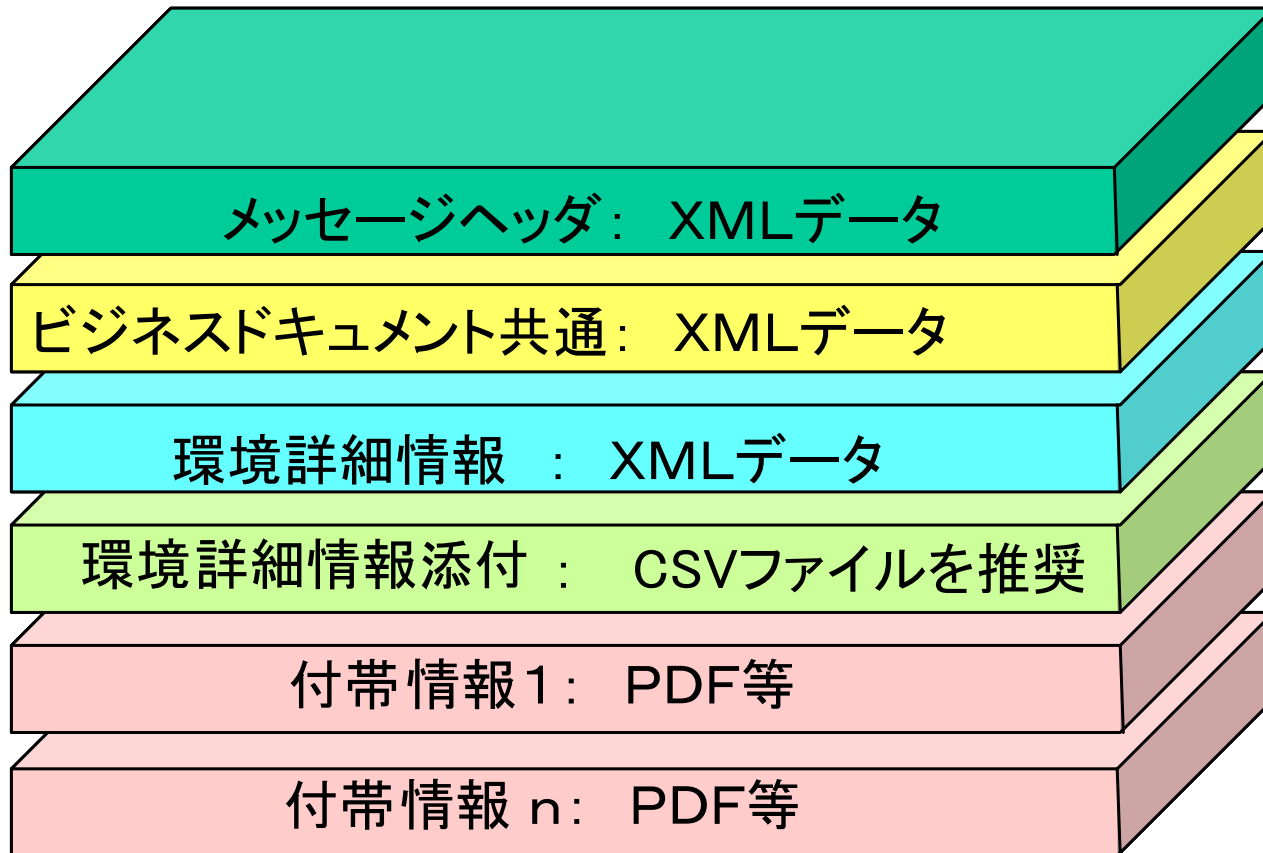 メッセージヘッダ： ＸＭＬデータ
ビジネスドキュメント共通： ＸＭＬデータ
環境詳細情報 ： ＸＭＬデータ
環境詳細情報添付 ： CSVファイルを推奨
付帯情報１： ＰＤＦ等
付帯情報 ｎ： ＰＤＦ等